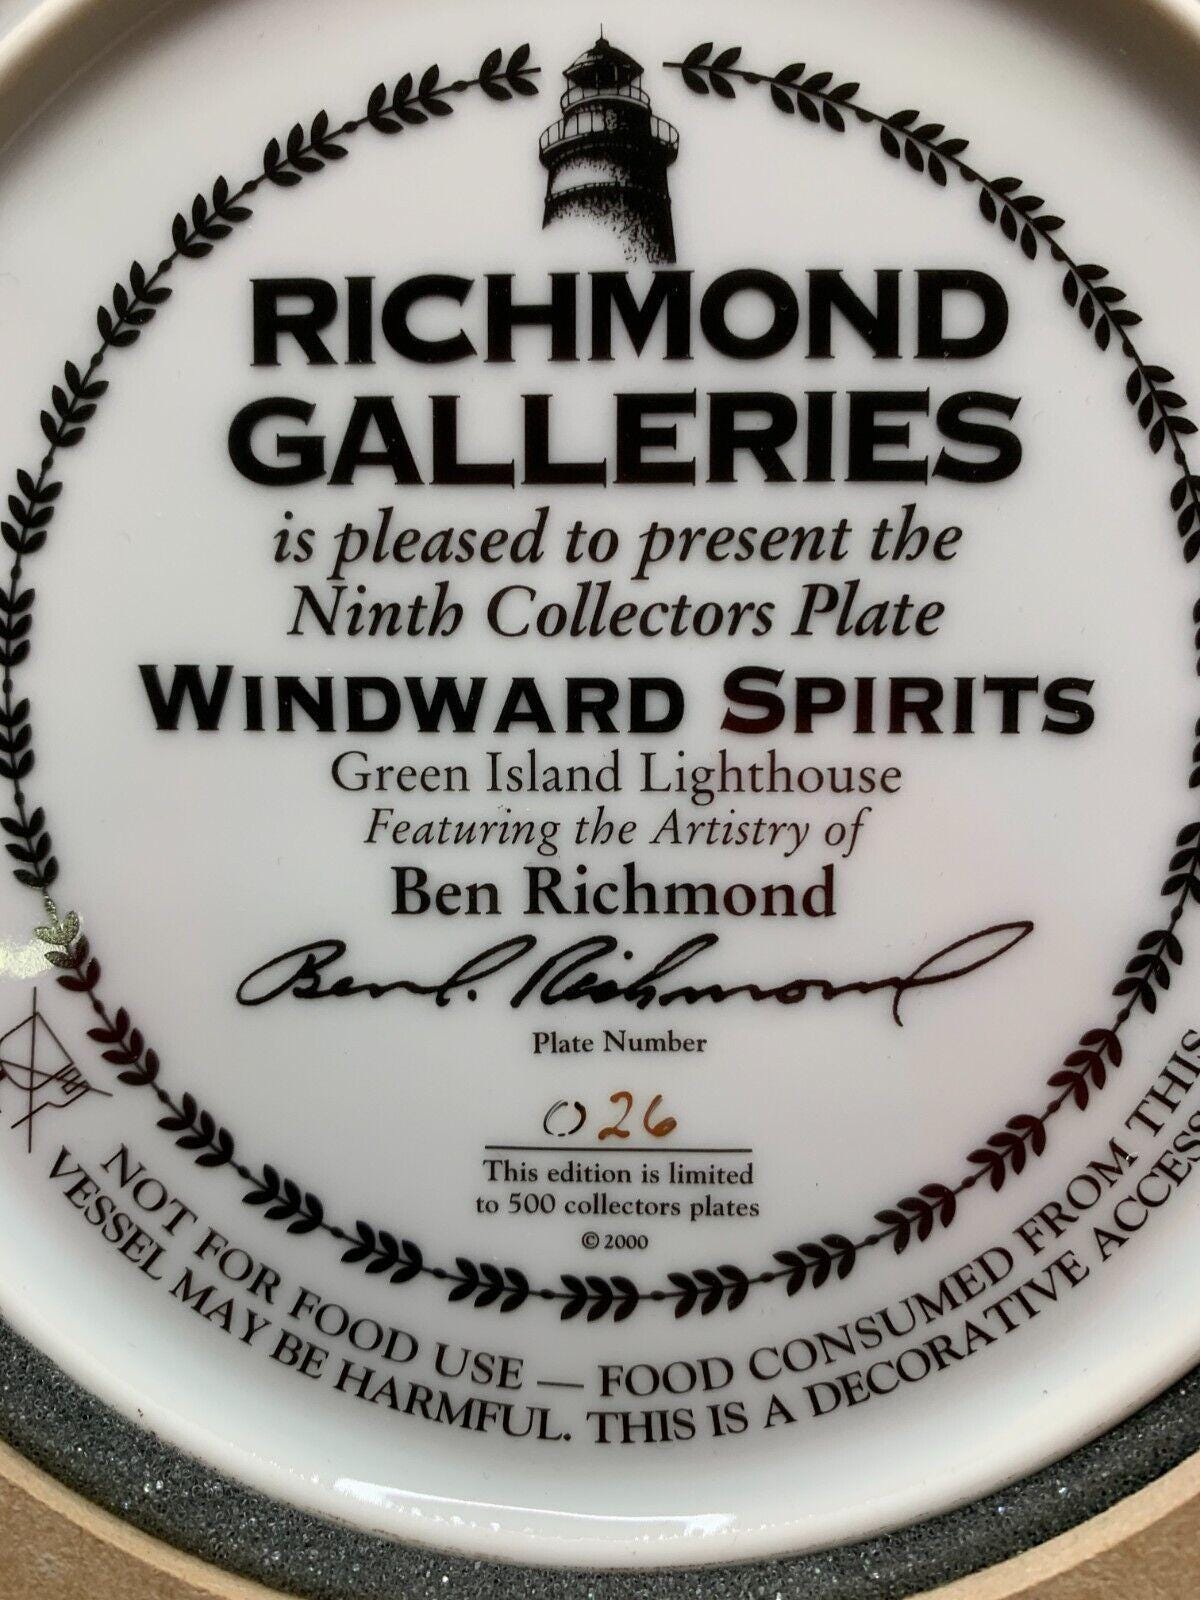 RICHMOND
GALLERIES
is pleased to present the
Ninth Collectors Plate
WINDWARD SPIRITS
Green Island Lighthouse
Featuring the Artistry of
Ben Richmond
Ben L. Richmond
Plate Number
026
This edition is limited
to 500 collectors plates
© 2000
NOT FOR FOOD USE — FOOD CONSUMED FROM THIS
VESSEL MAY BE HARMFUL. THIS IS A DECORATIVE